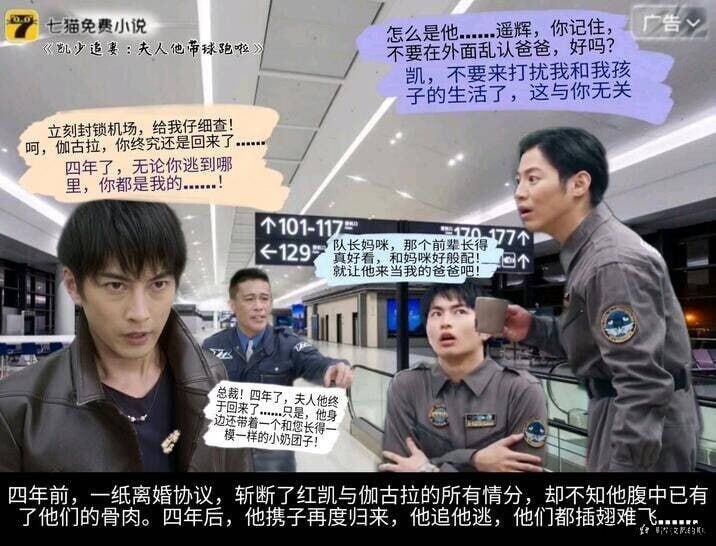 七猫免费小说
广告
《凯少追妻：夫人他带球跑啦》
怎么是他……遥辉，你记住，
不要在外面乱认爸爸，好吗？
凯，不要来打扰我和我孩
子的生活了，这与你无关
立刻封锁机场，给我仔细查！
呵，伽古拉，你终究还是回来了……
四年了，无论你逃到哪
里，你都是我的……！
↑101-117
170-177↑
←129
队长妈咪，那个前辈长得
真好看，和妈咪好般配！
就让他来当我的爸爸吧！
总裁！四年了，夫人他终
于回来了……只是，他身
边还带着一个和您长得一
模一样的小奶团子！
四年前，一纸离婚协议，斩断了红凯与伽古拉的所有情分，却不知他腹中已有
了他们的骨肉。四年后，他携子再度归来，他追他逃，他们都插翅难飞……